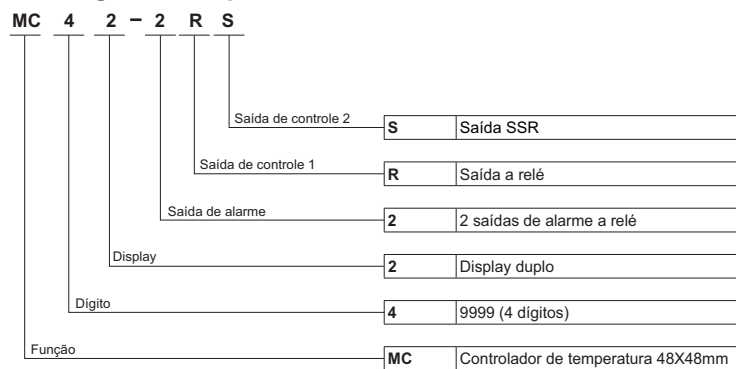 MC 4 2 - 2 R S
Saída de controle 2
S Saída SSR
Saída de controle 1
R Saída a relé
Saída de alarme
2 2 saídas de alarme a relé
Display
2 Display duplo
Dígito
4 9999 (4 dígitos)
Função
MC Controlador de temperatura 48X48mm